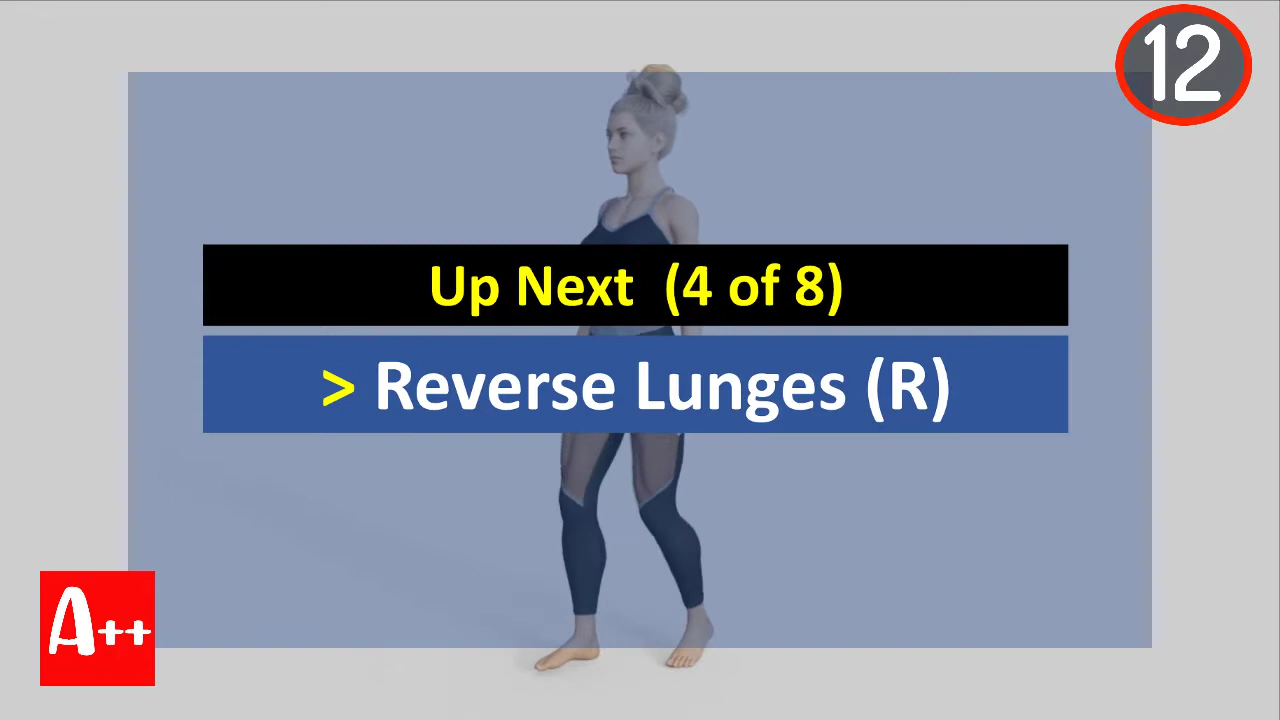 12
Up Next (4 of 8)
> Reverse Lunges (R)
A++